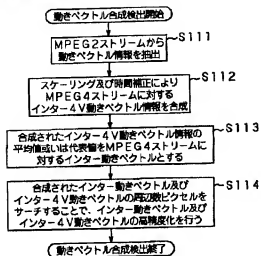 動きベクトル合成検出開始
S111
MPEG2ストリームから
動きベクトル情報を抽出
S112
スケーリング及び時間補正により
MPEG4ストリームに対する
インター4V動きベクトル情報を合成
S113
合成されたインター4V動きベクトル情報の
平均値或いは代表値をMPEG4ストリームに
対するインター動きベクトルとする
S114
合成されたインター動きベクトル及び
インター4V動きベクトルの周辺数ピクセルを
サーチすることで、インター動きベクトル及び
インター4V動きベクトルの高精度化を行う
動きベクトル合成検出終了